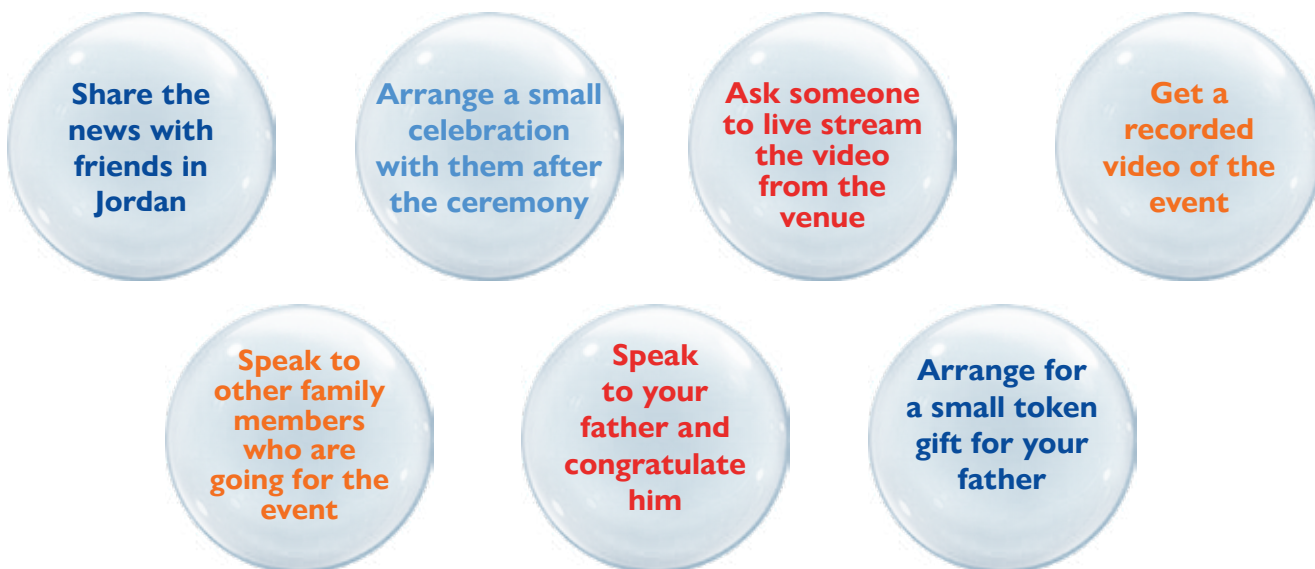 Share the
news with
friends in
Jordan
Arrange a small
celebration
with them after
the ceremony
Ask someone
to live stream
the video
from the
venue
Get a
recorded
video of the
event
Speak to
other family
members
who are
going for the
event
Speak
to your
father and
congratulate
him
Arrange for
a small token
gift for your
father